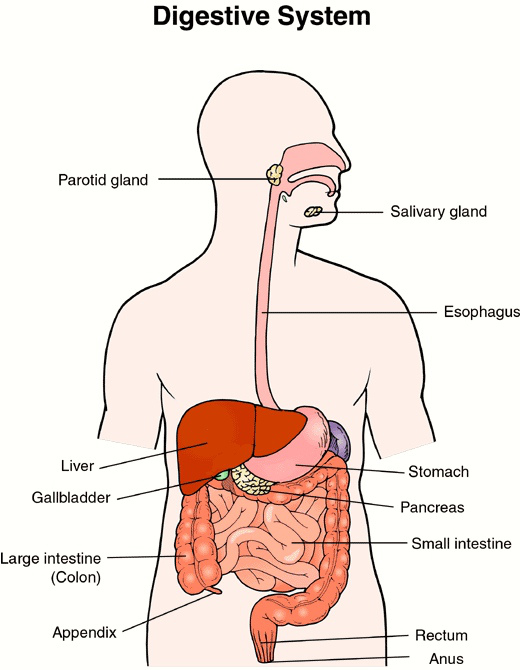 Digestive System
Parotid gland
Salivary gland
Esophagus
Liver
Stomach
Gallbladder
Pancreas
Small intestine
Large intestine
(Colon)
Appendix
Rectum
Anus